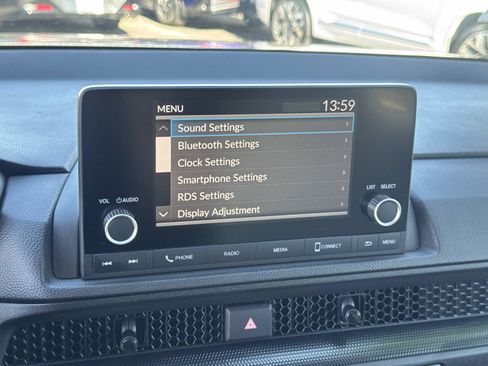 MENU 13:59
Sound Settings
Bluetooth Settings
Clock Settings
Smartphone Settings
RDS Settings
Display Adjustment
VOL AUDIO
LIST SELECT
PHONE RADIO MEDIA CONNECT MENU